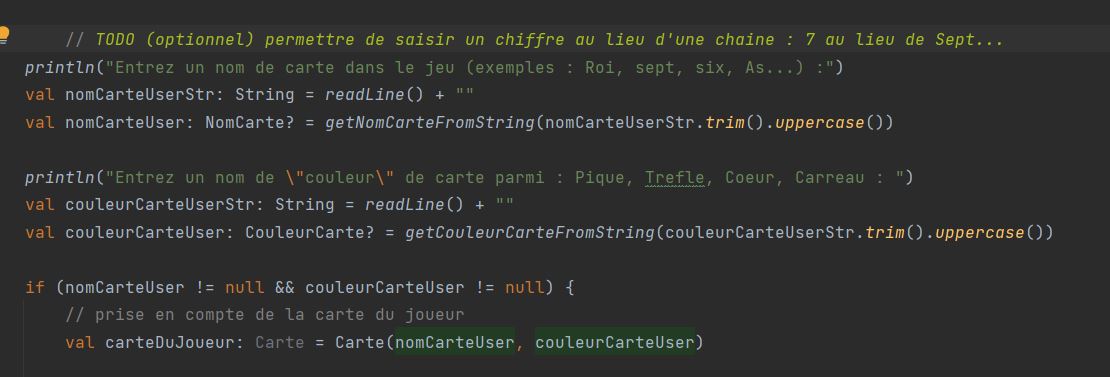 // TODO (optionnel) permettre de saisir un chiffre au lieu d'une chaine : 7 au lieu de Sept...
println("Entrez un nom de carte dans le jeu (exemples : Roi, sept, six, As...) :")
val nomCarteUserStr: String = readLine() + ""
val nomCarteUser: NomCarte? = getNomCarteFromString(nomCarteUserStr.trim().uppercase())
println("Entrez un nom de \"couleur\" de carte parmi : Pique, Trefle, Coeur, Carreau : ")
val couleurCarteUserStr: String = readLine() + ""
val couleurCarteUser: CouleurCarte? = getCouleurCarteFromString(couleurCarteUserStr.trim().uppercase())
if (nomCarteUser != null && couleurCarteUser != null) {
// prise en compte de la carte du joueur
val carteDuJoueur: Carte = Carte(nomCarteUser, couleurCarteUser)